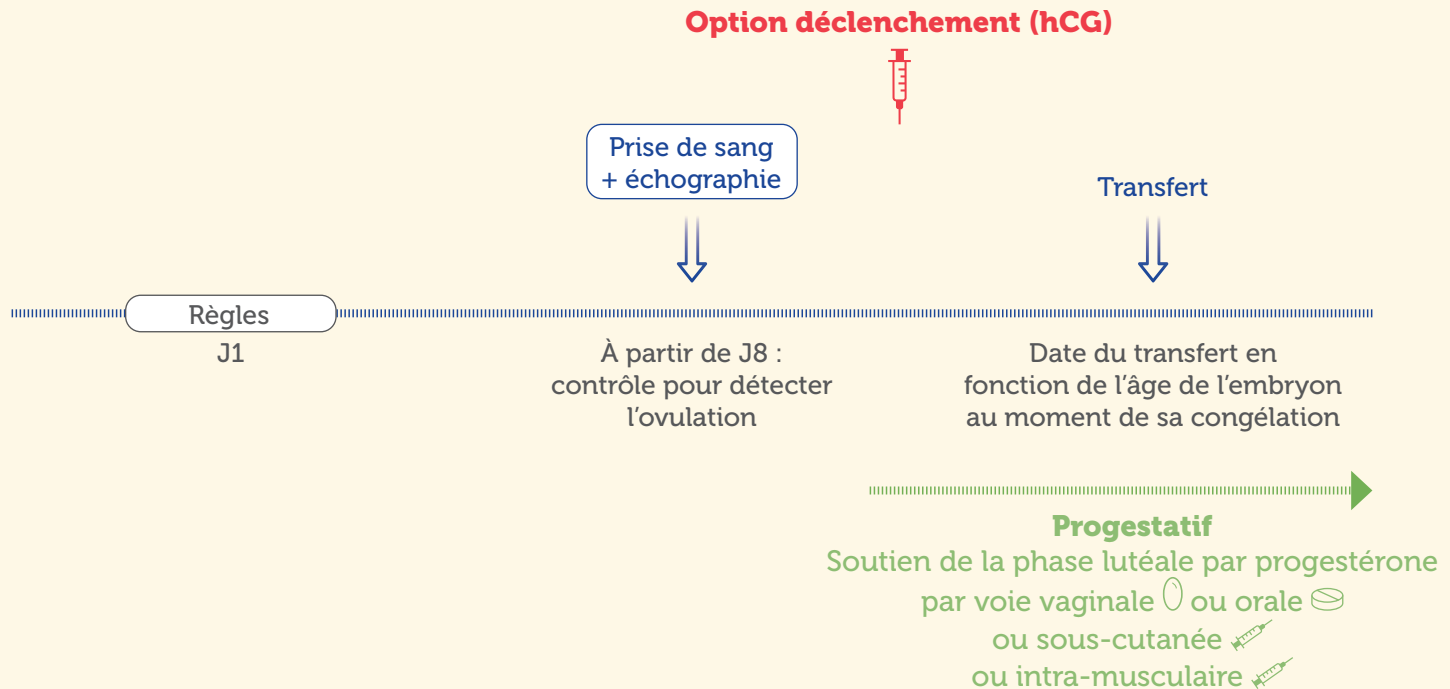 Option déclenchement (hCG)
Prise de sang
+ échographie
Transfert
Règles
J1
À partir de J8 :
contrôle pour détecter
l’ovulation
Date du transfert en
fonction de l’âge de l’embryon
au moment de sa congélation
Progestatif
Soutien de la phase lutéale par progestérone
par voie vaginale ou orale
ou sous-cutanée
ou intra-musculaire